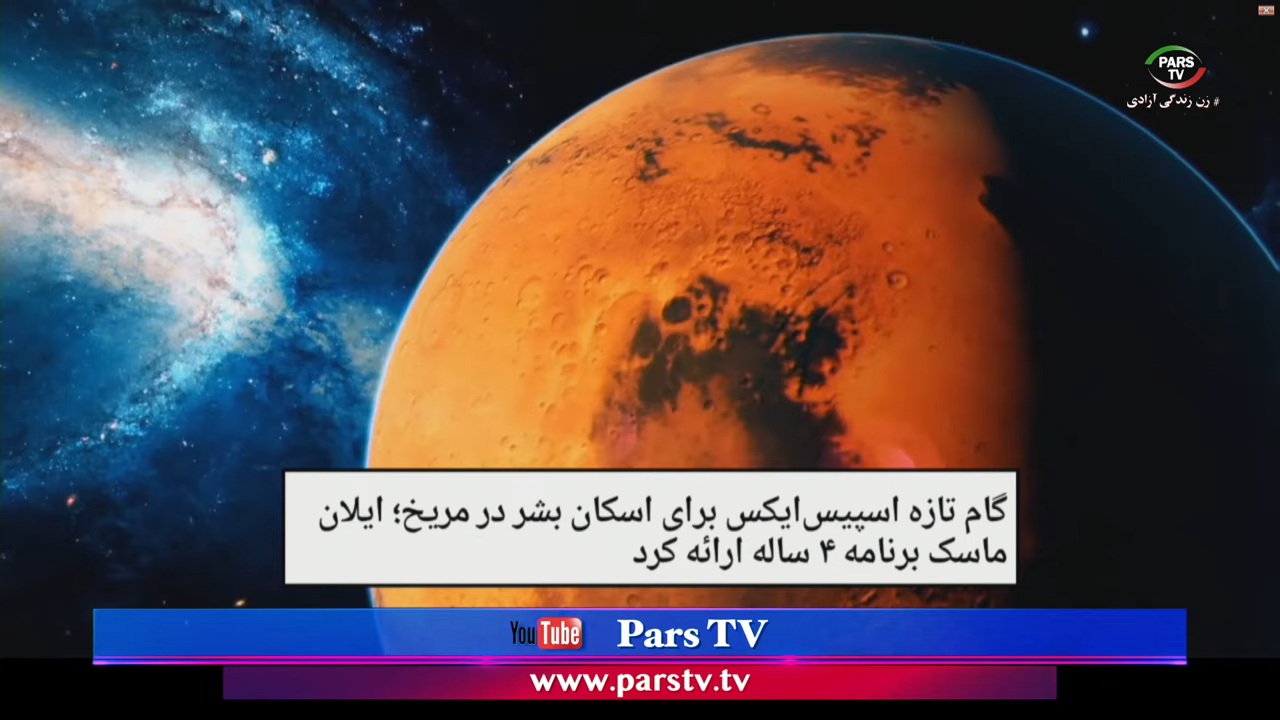 PARS
TV
# زن زندگی آزادی
گام تازه اسپیس‌ایکس برای اسکان بشر در مریخ؛ ایلان
ماسک برنامه ۴ ساله ارائه کرد
YouTube Pars TV
www.parstv.tv